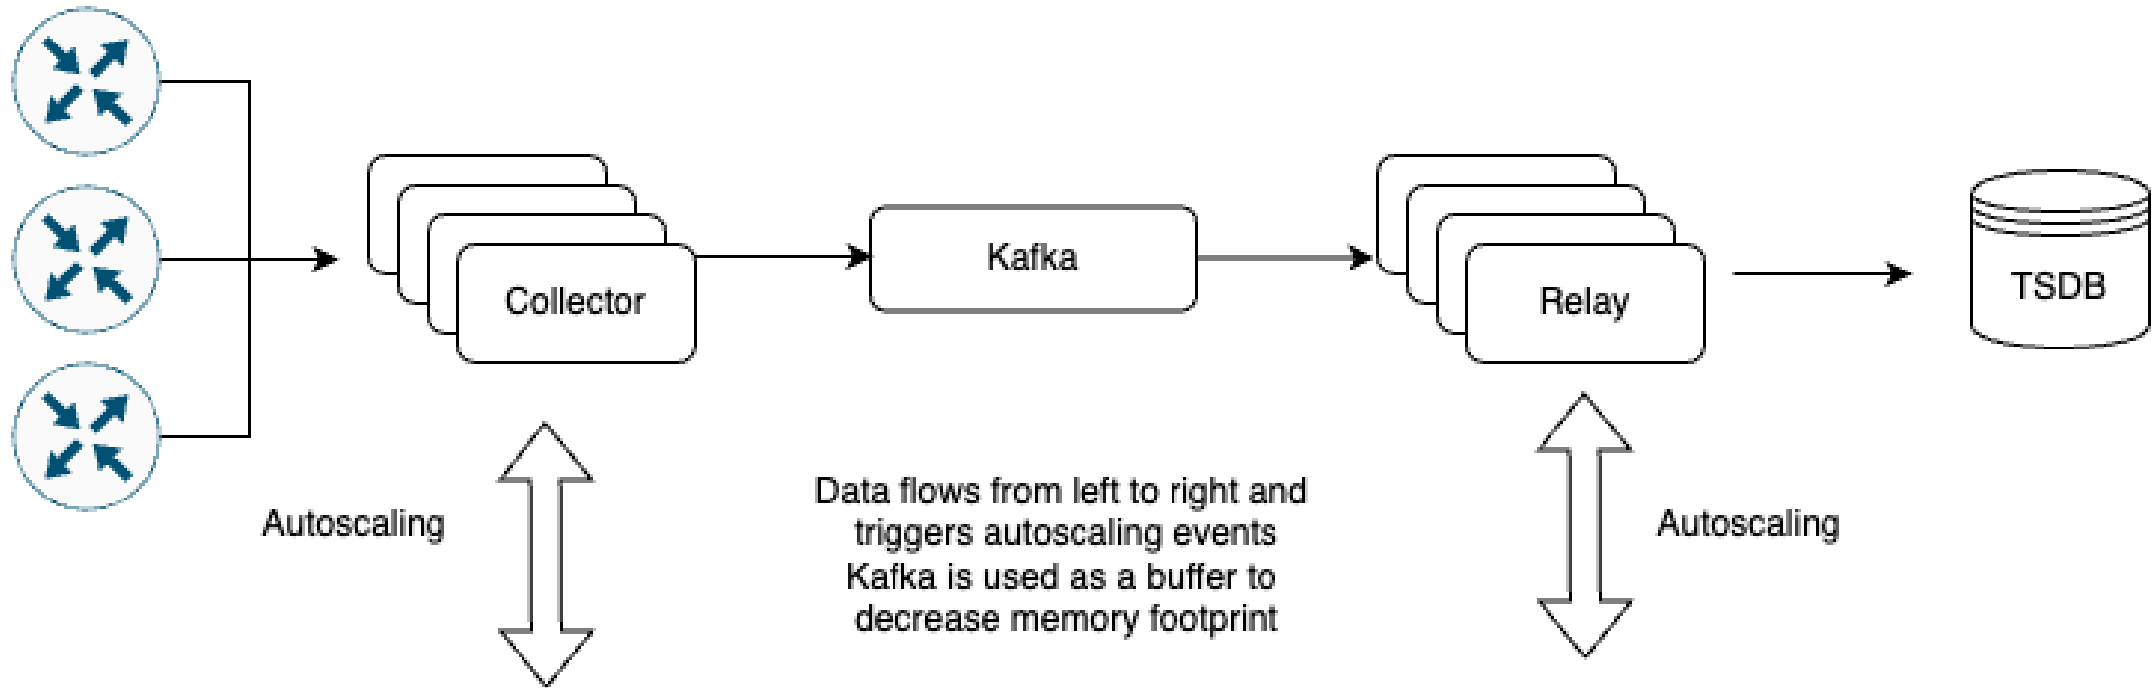 Collector
Kafka
Relay
TSDB
Autoscaling
Data flows from left to right and
triggers autoscaling events
Kafka is used as a buffer to
decrease memory footprint
Autoscaling